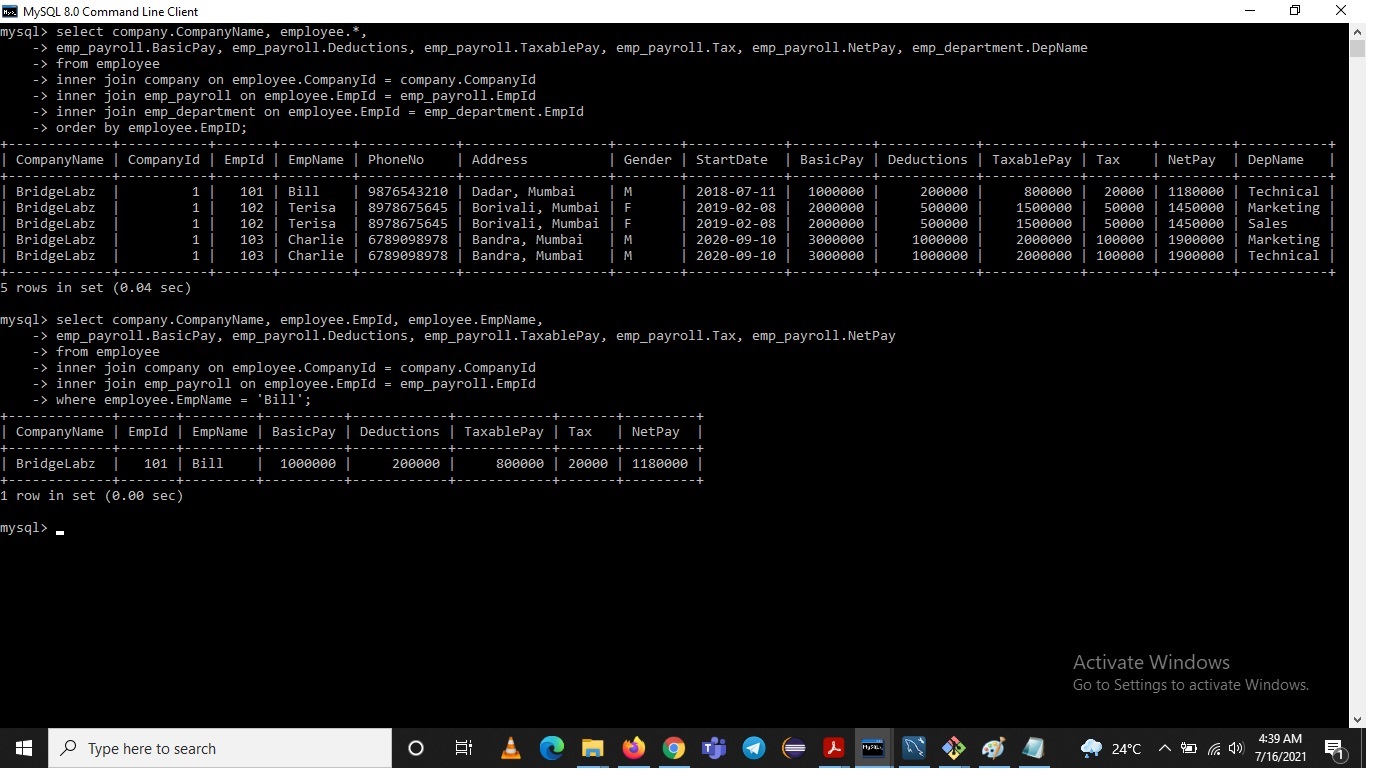 MySQL 8.0 Command Line Client
mysql> select company.CompanyName, employee.*,
    -> emp_payroll.BasicPay, emp_payroll.Deductions, emp_payroll.TaxablePay, emp_payroll.Tax, emp_payroll.NetPay, emp_department.DepName
    -> from employee
    -> inner join company on employee.CompanyId = company.CompanyId
    -> inner join emp_payroll on employee.EmpId = emp_payroll.EmpId
    -> inner join emp_department on employee.EmpId = emp_department.EmpId
    -> order by employee.EmpID;
+-------------+-----------+-------+---------+------------+------------------+--------+------------+----------+------------+------------+--------+---------+-----------+
| CompanyName | CompanyId | EmpId | EmpName | PhoneNo    | Address          | Gender | StartDate  | BasicPay | Deductions | TaxablePay | Tax    | NetPay  | DepName   |
+-------------+-----------+-------+---------+------------+------------------+--------+------------+----------+------------+------------+--------+---------+-----------+
| BridgeLabz  |         1 |   101 | Bill    | 9876543210 | Dadar, Mumbai    | M      | 2018-07-11 |  1000000 |     200000 |     800000 |  20000 | 1180000 | Technical |
| BridgeLabz  |         1 |   102 | Terisa  | 8978675645 | Borivali, Mumbai | F      | 2019-02-08 |  2000000 |     500000 |    1500000 |  50000 | 1450000 | Marketing |
| BridgeLabz  |         1 |   102 | Terisa  | 8978675645 | Borivali, Mumbai | F      | 2019-02-08 |  2000000 |     500000 |    1500000 |  50000 | 1450000 | Sales     |
| BridgeLabz  |         1 |   103 | Charlie | 6789098978 | Bandra, Mumbai   | M      | 2020-09-10 |  3000000 |    1000000 |    2000000 | 100000 | 1900000 | Marketing |
| BridgeLabz  |         1 |   103 | Charlie | 6789098978 | Bandra, Mumbai   | M      | 2020-09-10 |  3000000 |    1000000 |    2000000 | 100000 | 1900000 | Technical |
+-------------+-----------+-------+---------+------------+------------------+--------+------------+----------+------------+------------+--------+---------+-----------+
5 rows in set (0.04 sec)
mysql> select company.CompanyName, employee.EmpId, employee.EmpName,
    -> emp_payroll.BasicPay, emp_payroll.Deductions, emp_payroll.TaxablePay, emp_payroll.Tax, emp_payroll.NetPay
    -> from employee
    -> inner join company on employee.CompanyId = company.CompanyId
    -> inner join emp_payroll on employee.EmpId = emp_payroll.EmpId
    -> where employee.EmpName = 'Bill';
+-------------+-------+---------+----------+------------+------------+-------+---------+
| CompanyName | EmpId | EmpName | BasicPay | Deductions | TaxablePay | Tax   | NetPay  |
+-------------+-------+---------+----------+------------+------------+-------+---------+
| BridgeLabz  |   101 | Bill    |  1000000 |     200000 |     800000 | 20000 | 1180000 |
+-------------+-------+---------+----------+------------+------------+-------+---------+
1 row in set (0.00 sec)
mysql> _
Activate Windows
Go to Settings to activate Windows.
Type here to search
MySQL
24°C
4:39 AM
7/16/2021
1